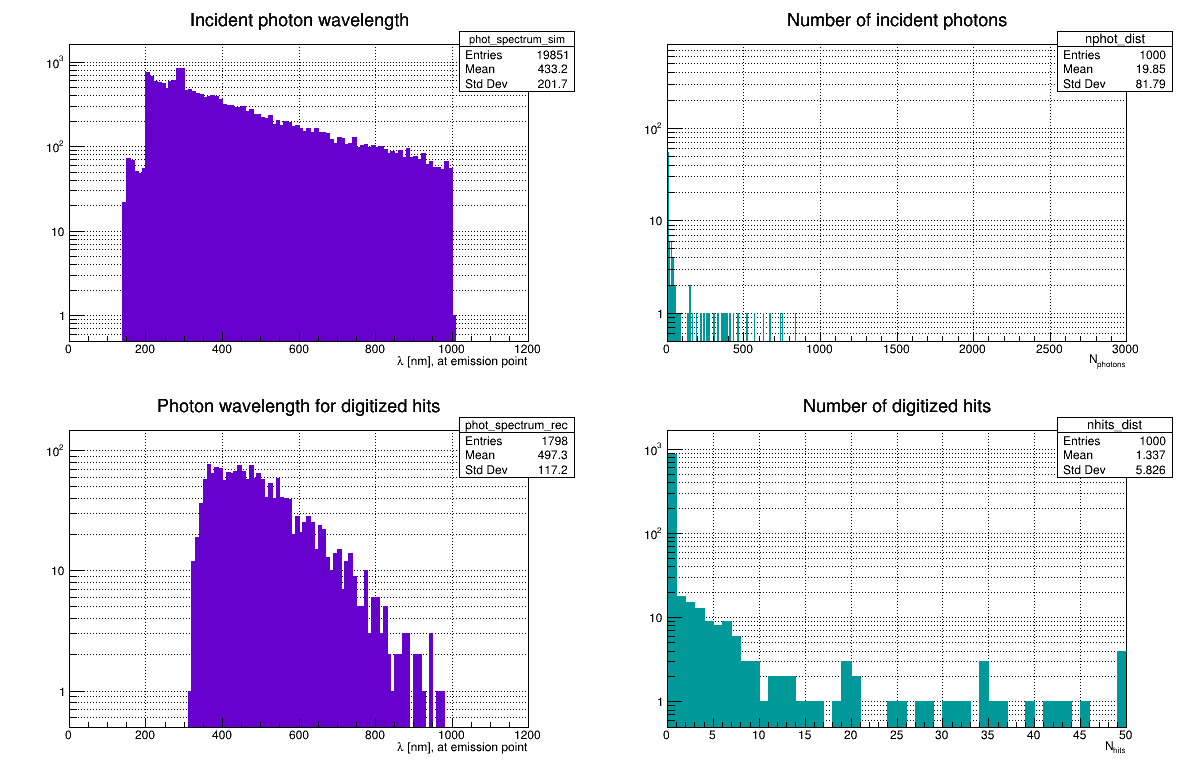 Incident photon wavelength
phot_spectrum_sim
Entries 19851
Mean 433.2
Std Dev 201.7
10³
10²
10
1
0 200 400 600 800 1000 1200
λ [nm], at emission point
Number of incident photons
nphot_dist
Entries 1000
Mean 19.85
Std Dev 81.79
10²
10
1
0 500 1000 1500 2000 2500 3000
N_photons
Photon wavelength for digitized hits
phot_spectrum_rec
Entries 1798
Mean 497.3
Std Dev 117.2
10²
10
1
0 200 400 600 800 1000 1200
λ [nm], at emission point
Number of digitized hits
nhits_dist
Entries 1000
Mean 1.337
Std Dev 5.826
10³
10²
10
1
0 5 10 15 20 25 30 35 40 45 50
N_hits